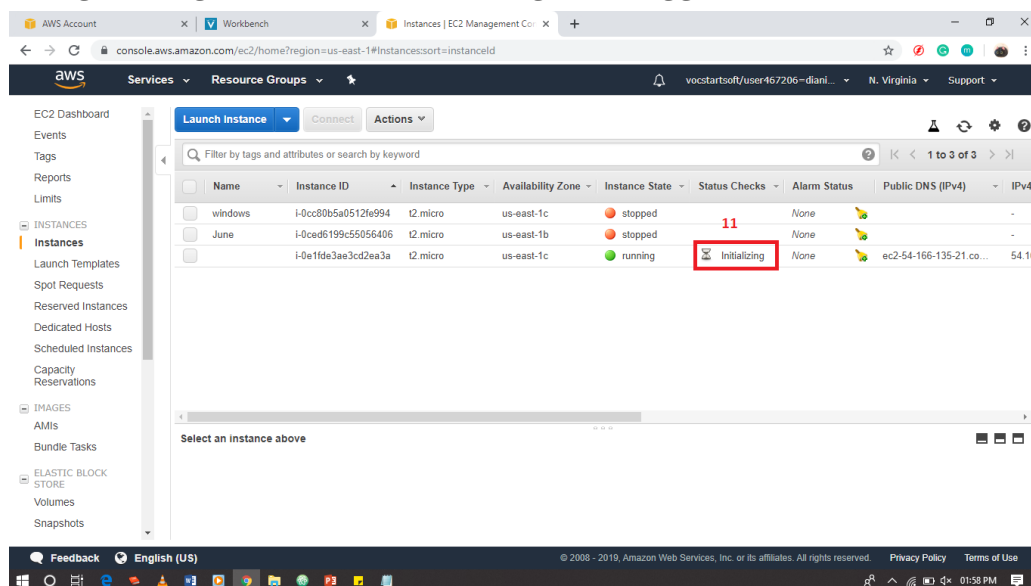 AWS Account
Workbench
Instances | EC2 Management Con
console.aws.amazon.com/ec2/home?region=us-east-1#Instances:sort=instanceId
aws Services Resource Groups vocstartsoft/user467206=diani... N. Virginia Support
EC2 Dashboard
Events
Tags
Reports
Limits
INSTANCES
Instances
Launch Templates
Spot Requests
Reserved Instances
Dedicated Hosts
Scheduled Instances
Capacity
Reservations
IMAGES
AMIs
Bundle Tasks
ELASTIC BLOCK
STORE
Volumes
Snapshots
Launch Instance Connect Actions
Filter by tags and attributes or search by keyword 1 to 3 of 3
Name Instance ID Instance Type Availability Zone Instance State Status Checks Alarm Status Public DNS (IPv4) IPv4
windows i-0cc80b5a0512fe994 t2.micro us-east-1c stopped None -
11
June i-0ced6199c55056406 t2.micro us-east-1b stopped None -
i-0e1fde3ae3cd2ea3a t2.micro us-east-1c running Initializing None ec2-54-166-135-21.co... 54.1
Select an instance above
Feedback English (US) © 2008 - 2019, Amazon Web Services, Inc. or its affiliates. All rights reserved. Privacy Policy Terms of Use
01:58 PM